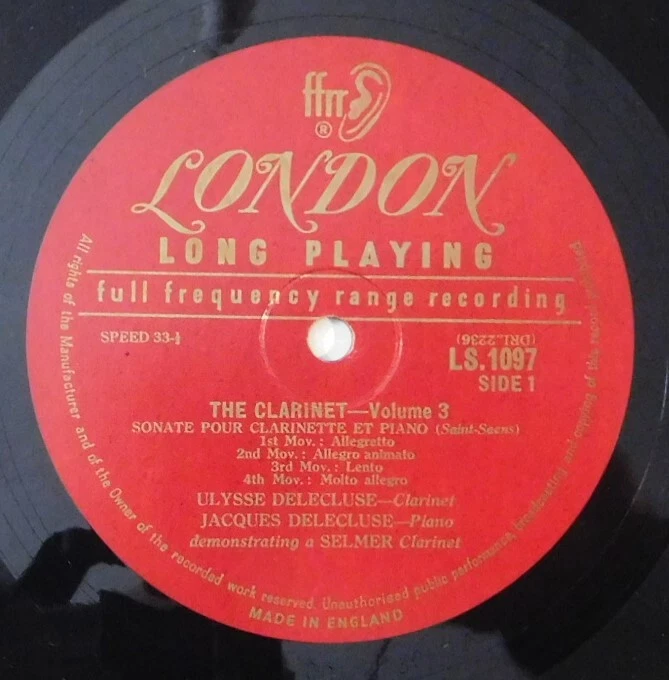 ffrr
®
LONDON
LONG PLAYING
full frequency range recording
SPEED 33-⅓
(DRL.2236)
LS.1097
SIDE 1
THE CLARINET—Volume 3
SONATE POUR CLARINETTE ET PIANO (Saint-Saens)
1st Mov.: Allegretto
2nd Mov.: Allegro animato
3rd Mov.: Lento
4th Mov.: Molto allegro
ULYSSE DELECLUSE—Clarinet
JACQUES DELECLUSE—Piano
demonstrating a SELMER Clarinet
All rights of the Manufacturer and of the Owner of the recorded work reserved. Unauthorised public performance, broadcasting and copying of this record prohibited
MADE IN ENGLAND